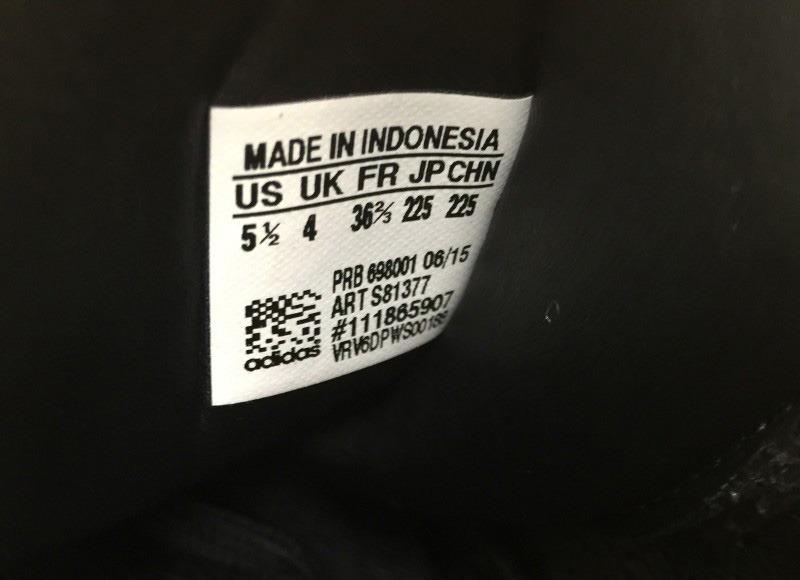 MADE IN INDONESIA
US UK FR JP CHN
5½ 4 36⅔ 225 225
PRB 698001 06/15
ART S81377
#111865907
VRV6DPWS00188
adidas